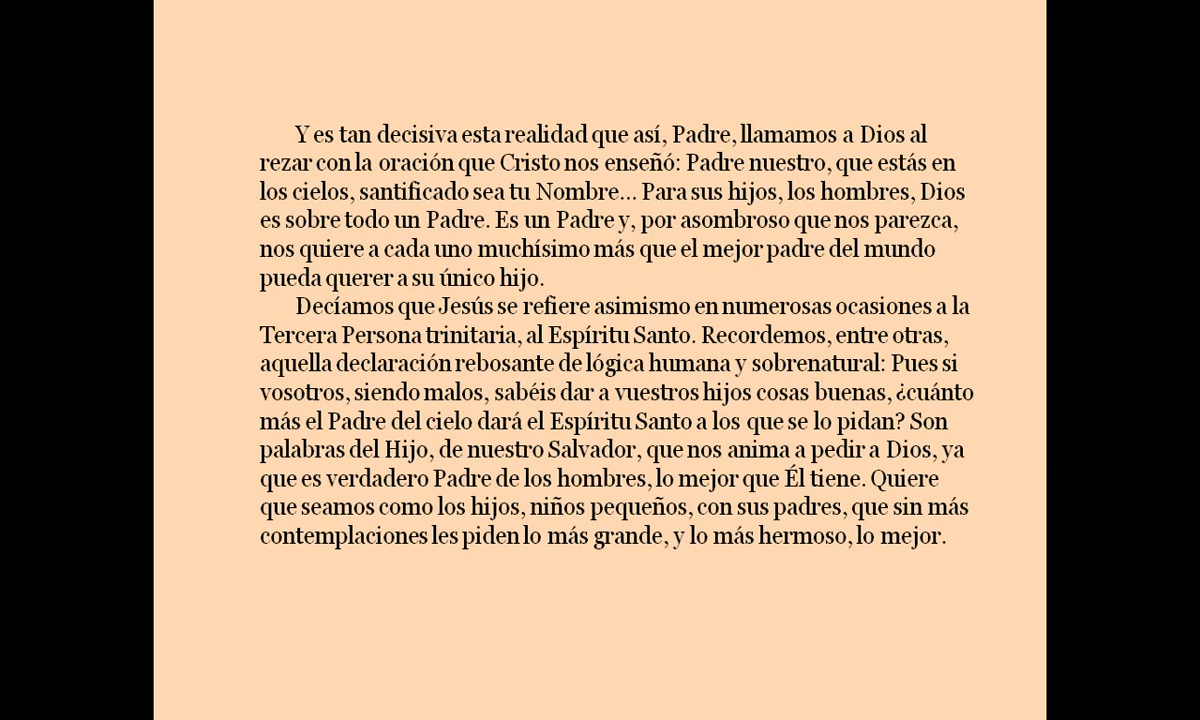 Y es tan decisiva esta realidad que así, Padre, llamamos a Dios al
rezar con la oración que Cristo nos enseñó: Padre nuestro, que estás en
los cielos, santificado sea tu Nombre... Para sus hijos, los hombres, Dios
es sobre todo un Padre. Es un Padre y, por asombroso que nos parezca,
nos quiere a cada uno muchísimo más que el mejor padre del mundo
pueda querer a su único hijo.
Decíamos que Jesús se refiere asimismo en numerosas ocasiones a la
Tercera Persona trinitaria, al Espíritu Santo. Recordemos, entre otras,
aquella declaración rebosante de lógica humana y sobrenatural: Pues si
vosotros, siendo malos, sabéis dar a vuestros hijos cosas buenas, ¿cuánto
más el Padre del cielo dará el Espíritu Santo a los que se lo pidan? Son
palabras del Hijo, de nuestro Salvador, que nos anima a pedir a Dios, ya
que es verdadero Padre de los hombres, lo mejor que Él tiene. Quiere
que seamos como los hijos, niños pequeños, con sus padres, que sin más
contemplaciones les piden lo más grande, y lo más hermoso, lo mejor.